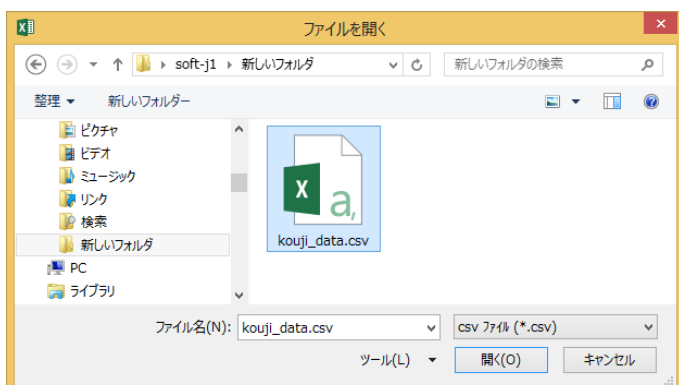 ファイルを開く
soft-j1 新しいフォルダ 新しいフォルダの検索
整理 新しいフォルダー
ピクチャ
ビデオ
ミュージック
リンク
検索
新しいフォルダ
PC
ライブラリ
X a,
kouji_data.csv
ファイル名(N): kouji_data.csv csv ファイル (*.csv)
ツール(L) 開く(O) キャンセル